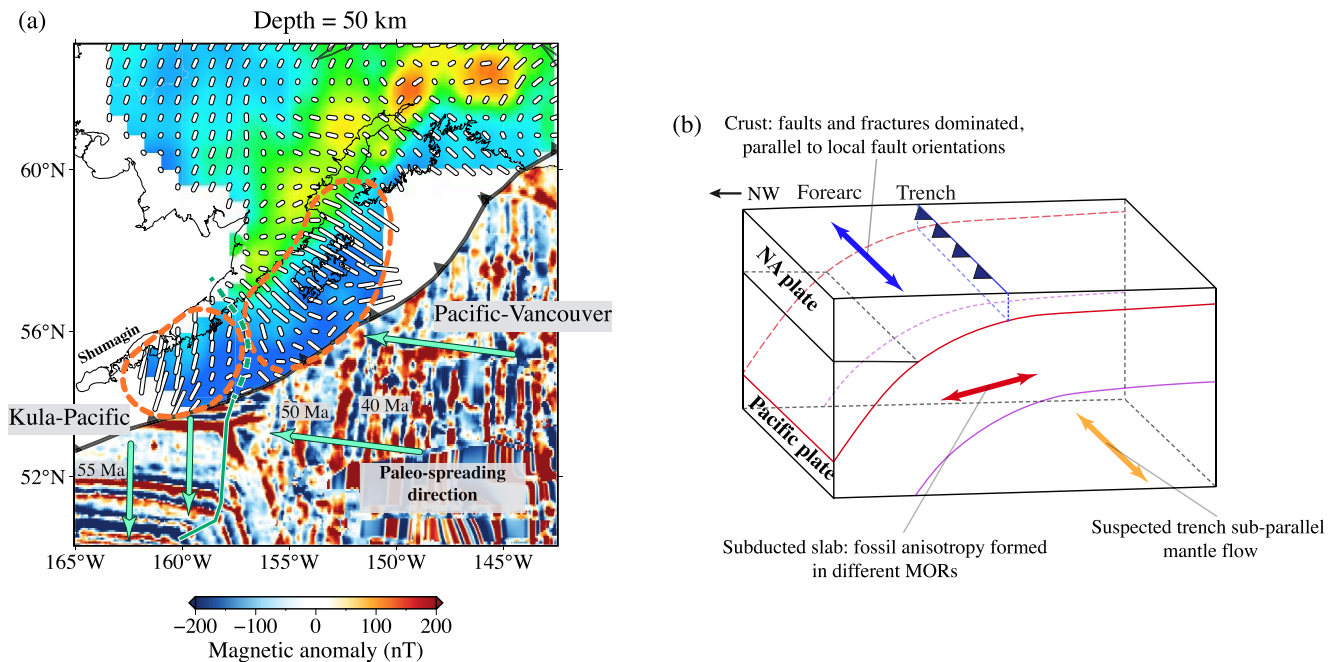 (a)
Depth = 50 km
60°N
56°N
52°N
Shumagin
Pacific-Vancouver
Kula-Pacific
50 Ma
40 Ma
55 Ma
Paleo-spreading
direction
165°W
160°W
155°W
150°W
145°W
−200
−100
0
100
200
Magnetic anomaly (nT)
(b)
Crust: faults and fractures dominated,
parallel to local fault orientations
NW
Forearc
Trench
NA plate
Pacific plate
Subducted slab: fossil anisotropy formed
in different MORs
Suspected trench sub-parallel
mantle flow